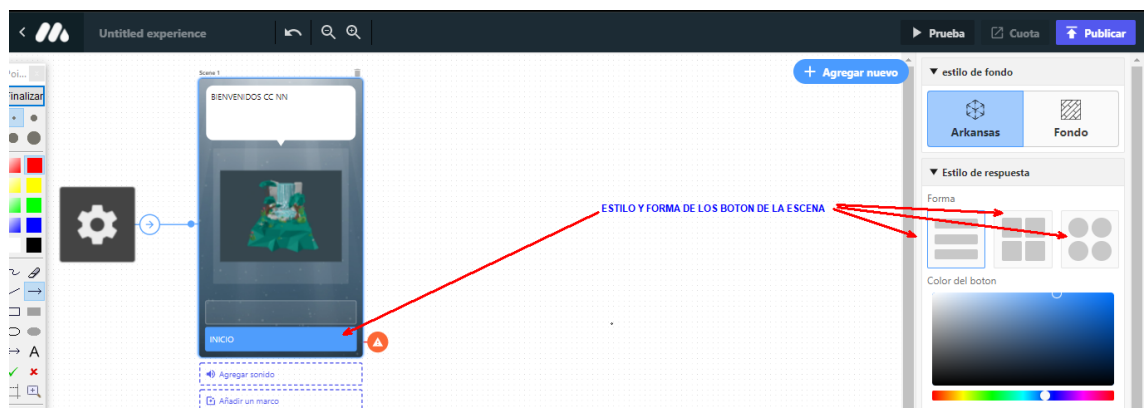 Untitled experience
Prueba
Cuota
Publicar
Poi...
Finalizar
Scene 1
Agregar nuevo
BIENVENIDOS CC NN
INICIO
Agregar sonido
Añadir un marco
ESTILO Y FORMA DE LOS BOTON DE LA ESCENA
estilo de fondo
Arkansas
Fondo
Estilo de respuesta
Forma
Color del boton
A